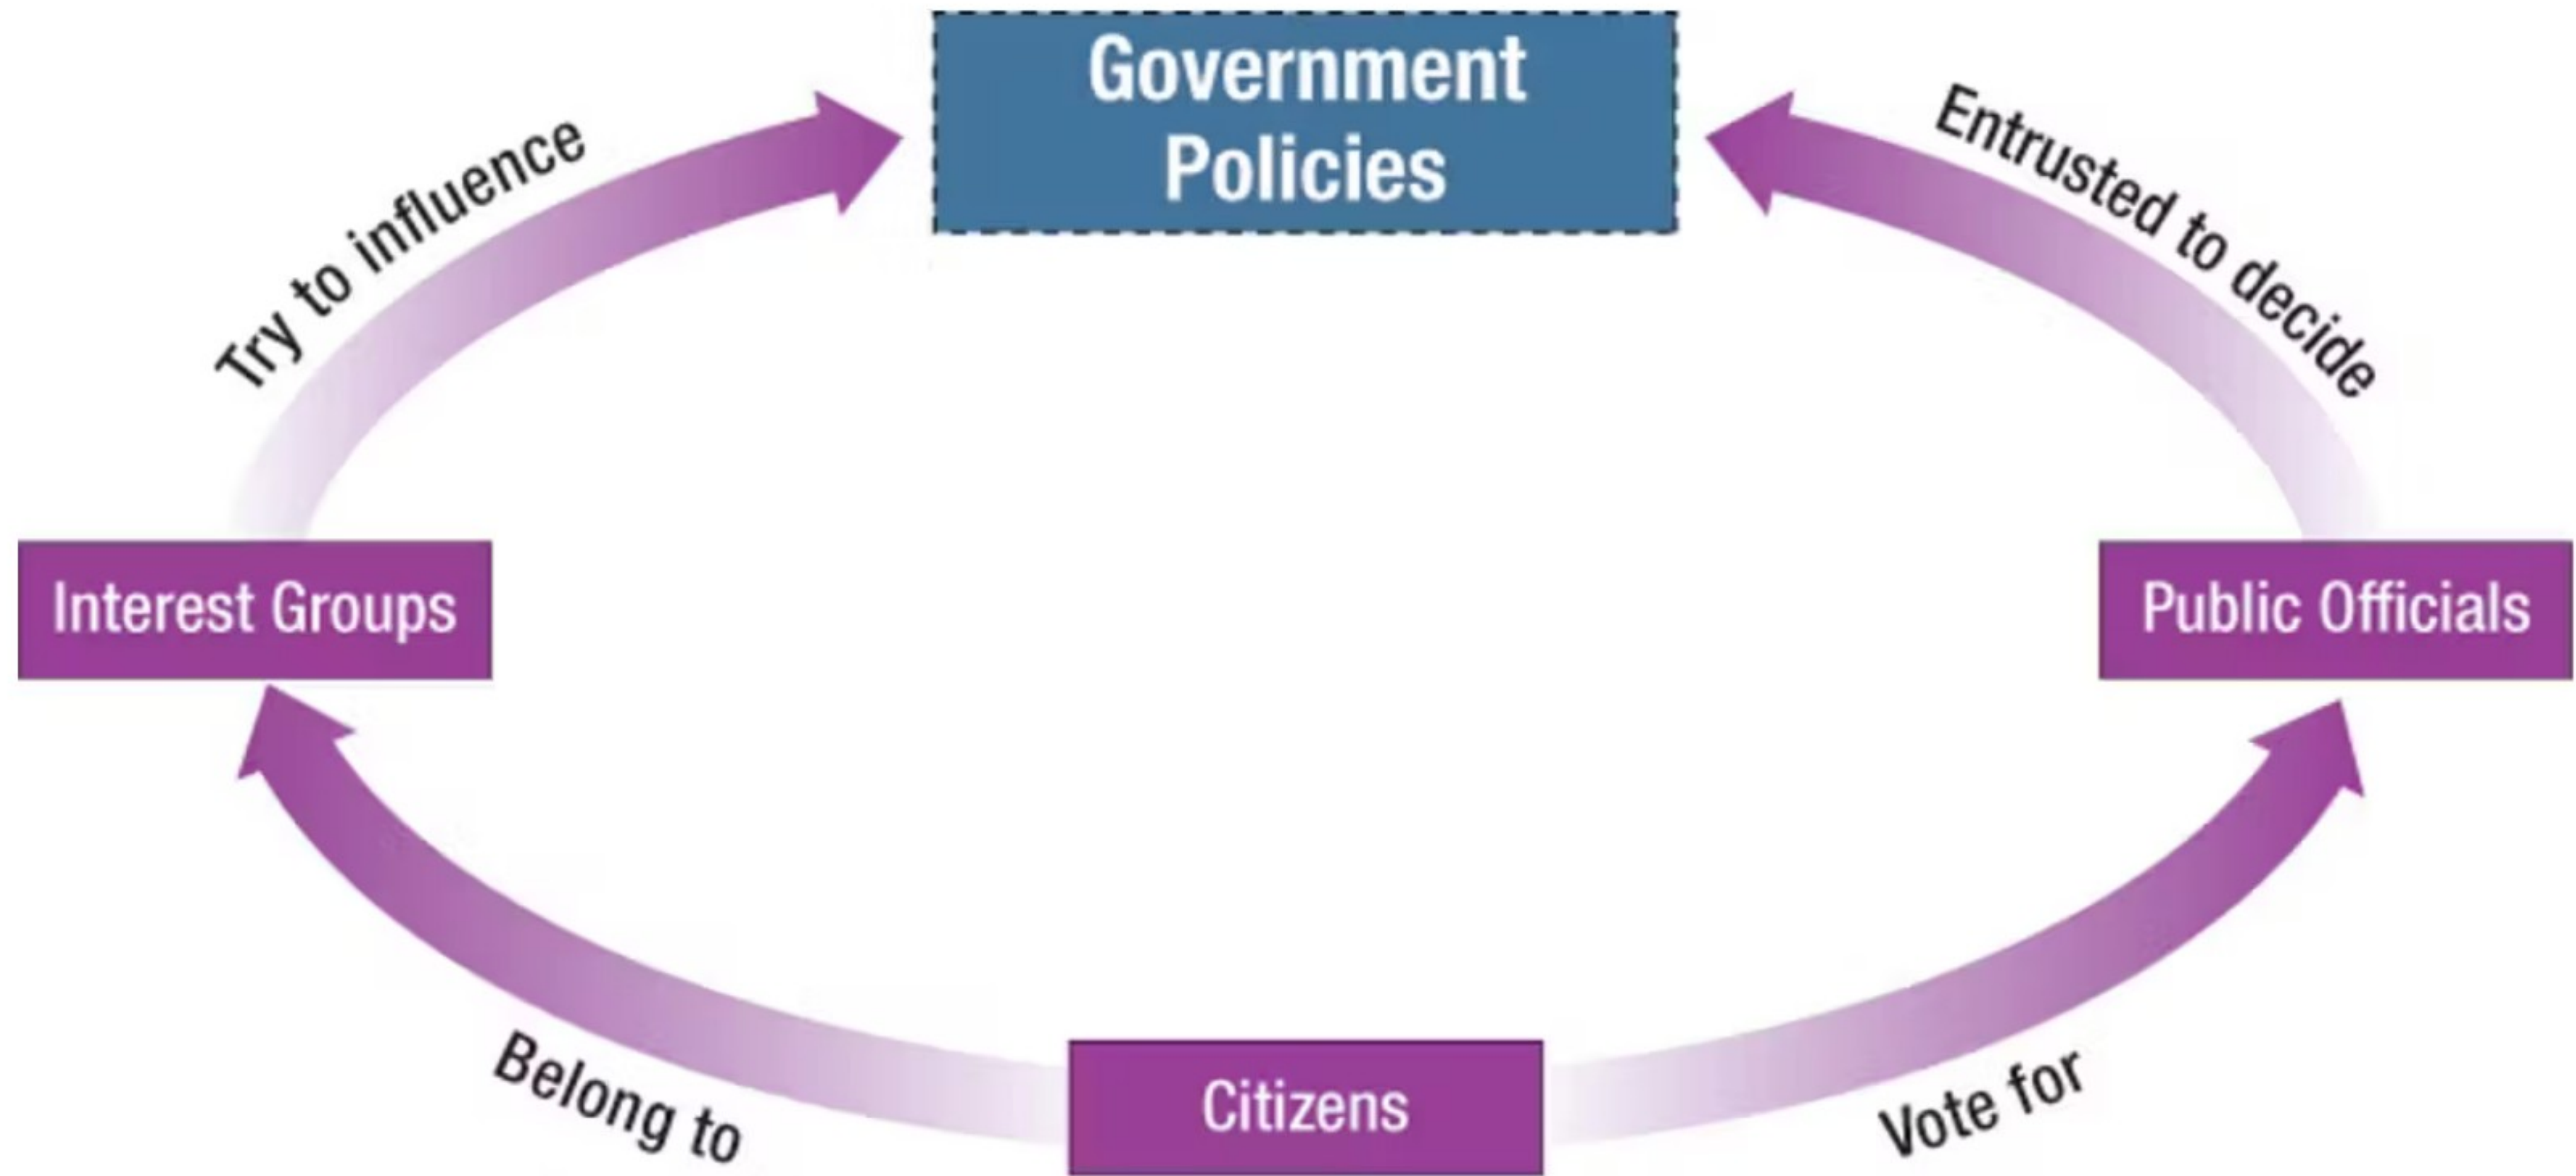 Government
Policies
Try to influence
Entrusted to decide
Interest Groups
Public Officials
Belong to
Citizens
Vote for